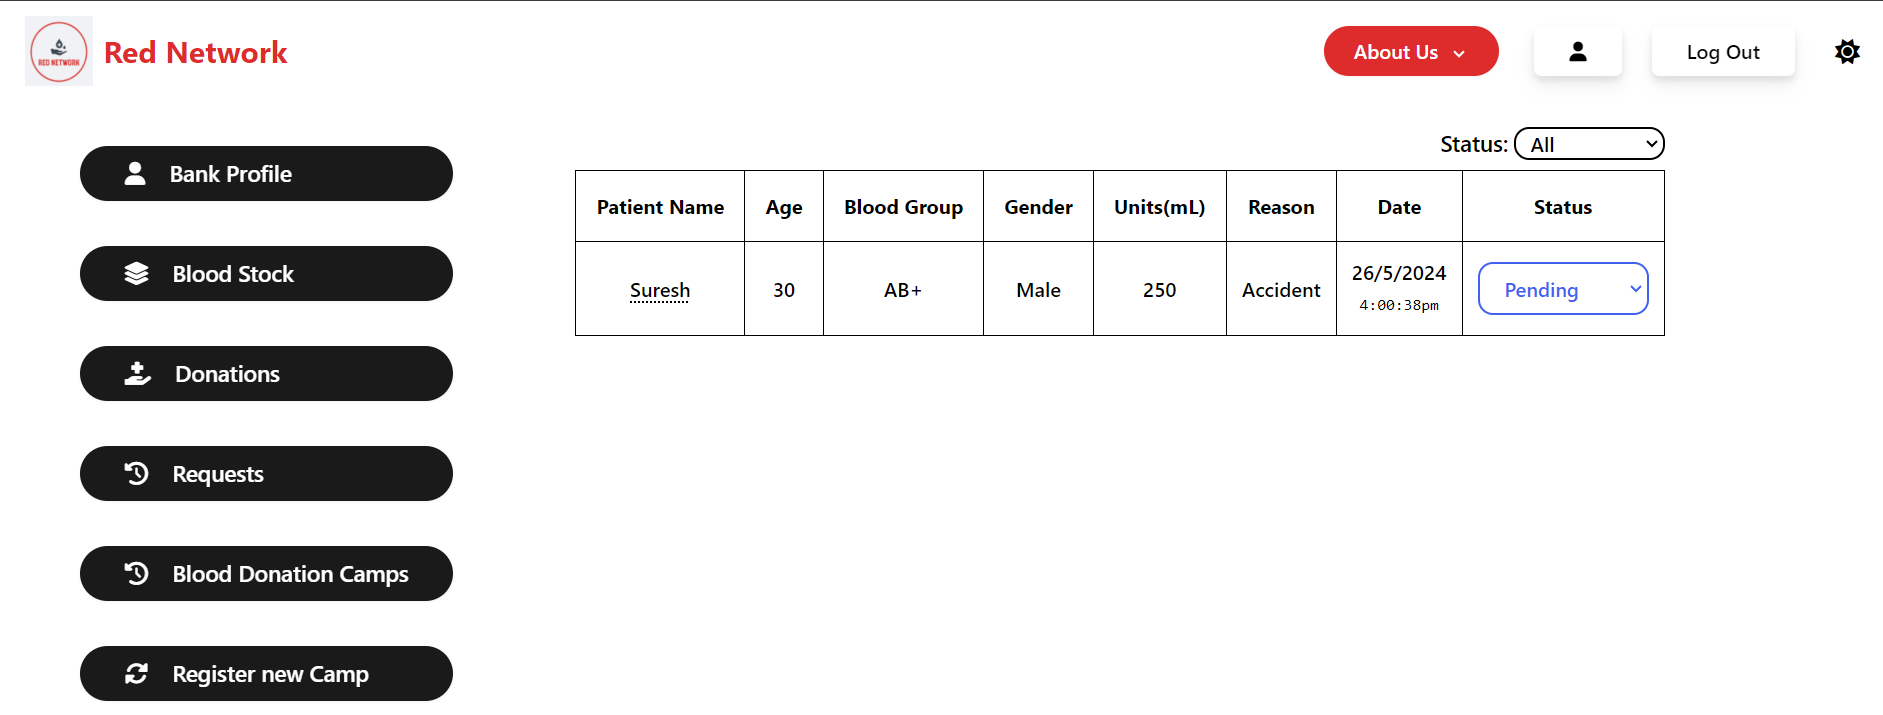 RED NETWORK
Red Network
About Us
Log Out
Bank Profile
Blood Stock
Donations
Requests
Blood Donation Camps
Register new Camp
Status: All
Patient Name Age Blood Group Gender Units(mL) Reason Date Status
Suresh 30 AB+ Male 250 Accident 26/5/2024 Pending
4:00:38pm